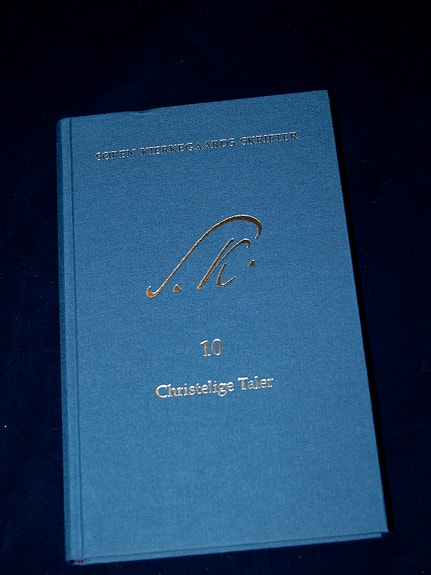 SØREN KIERKEGAARDS SKRIFTER
S. K.
10
Christelige Taler